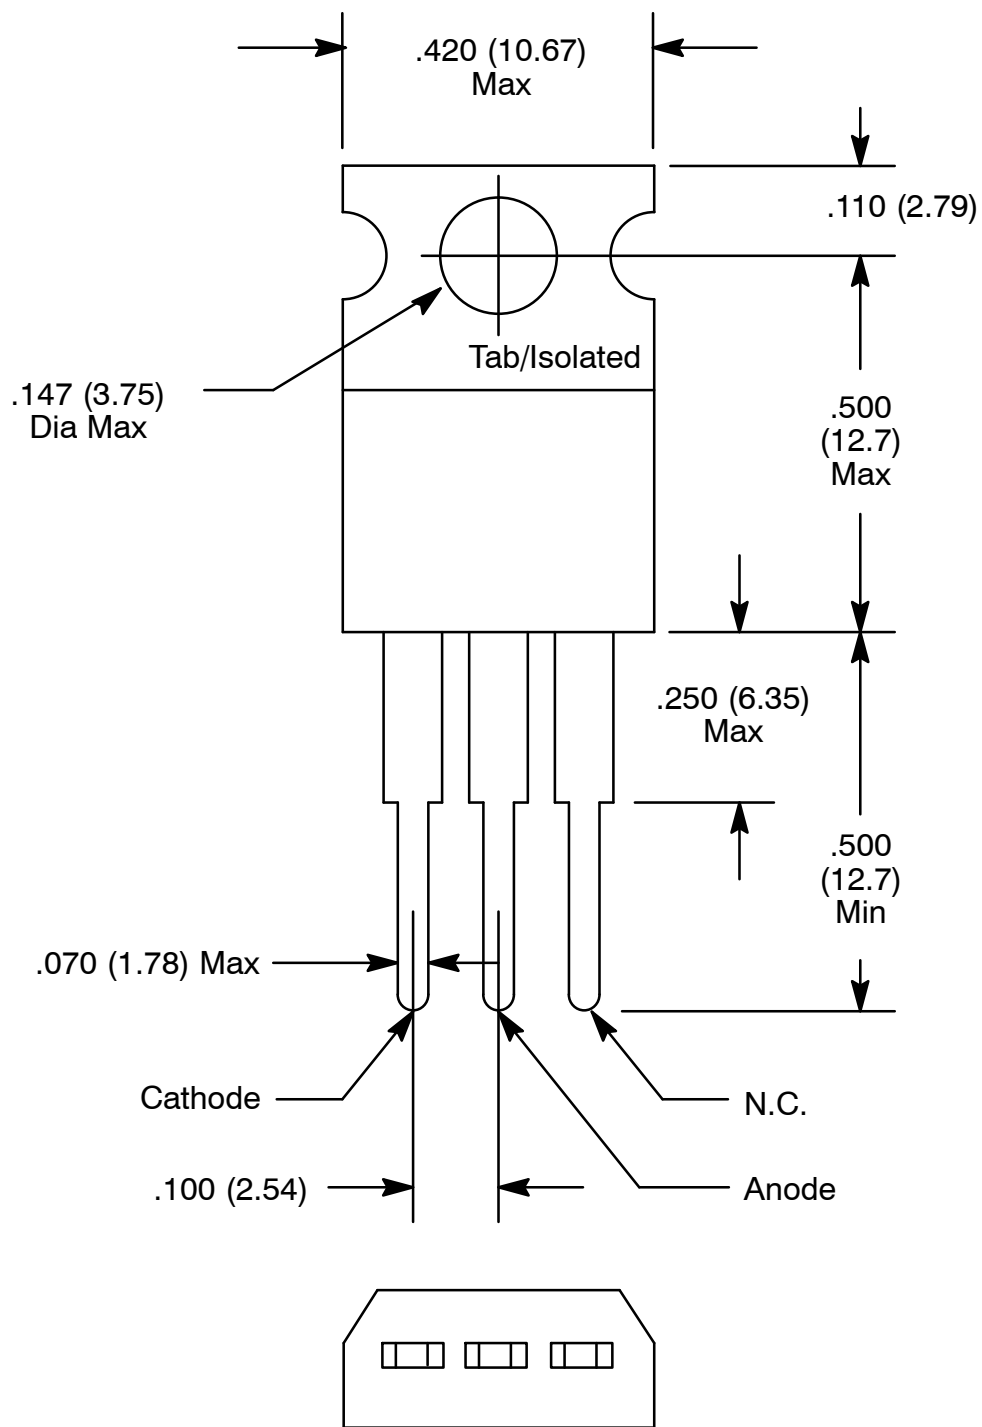 .420 (10.67)
Max
.110 (2.79)
Tab/Isolated
.147 (3.75)
Dia Max
.500
(12.7)
Max
.250 (6.35)
Max
.500
(12.7)
Min
.070 (1.78) Max
Cathode
N.C.
.100 (2.54)
Anode